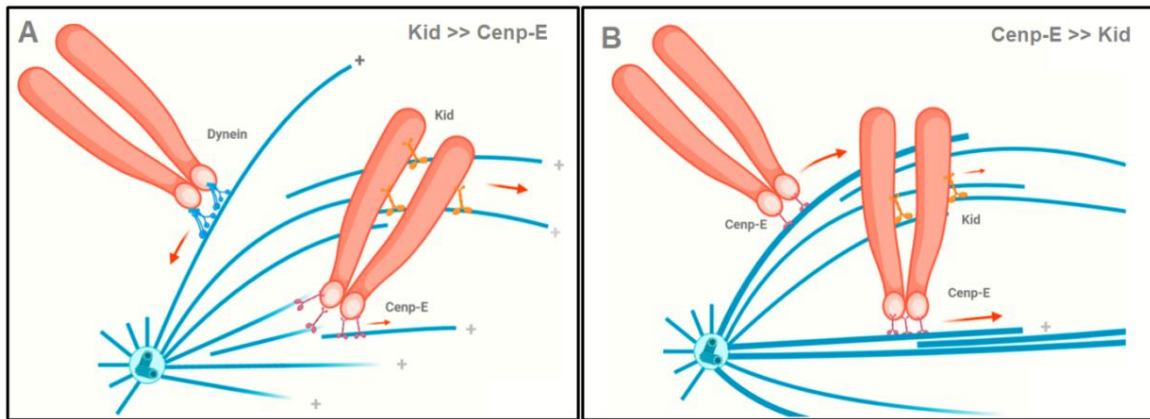 A
Kid >> Cenp-E
+
Dynein
Kid
+
+
Cenp-E
+
+
+
B
Cenp-E >> Kid
Cenp-E
Kid
Cenp-E
+